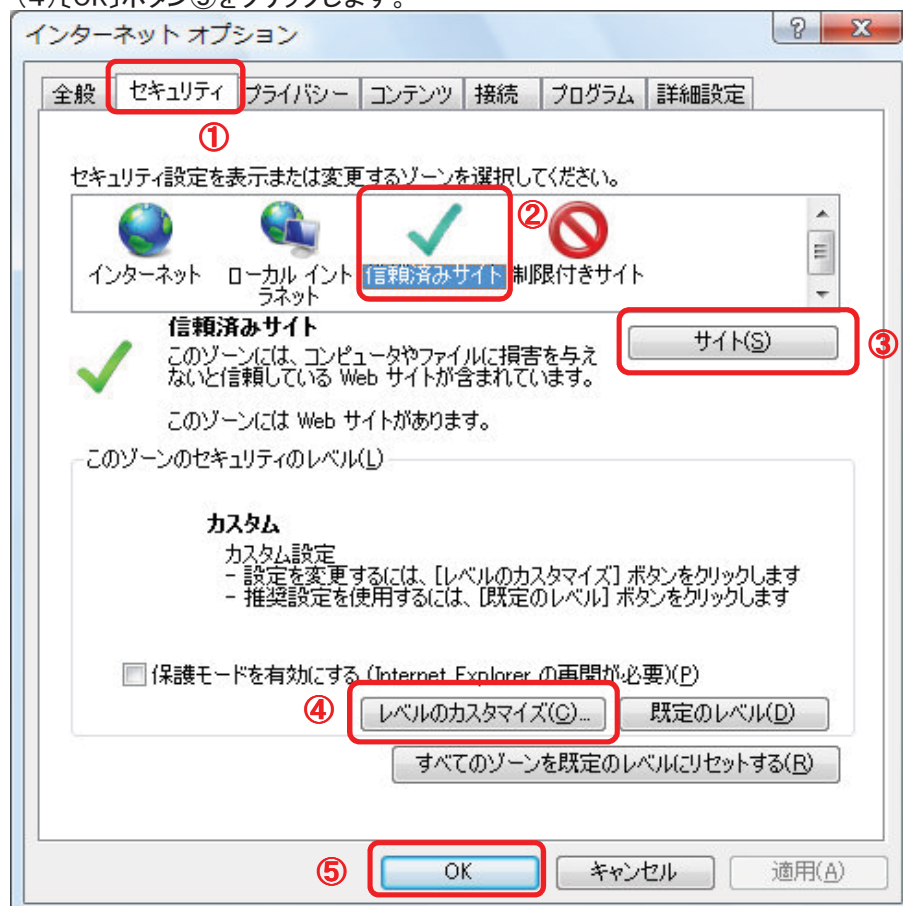 (4)[OK]ボタン⑤をクリックします。
インターネット オプション
全般 セキュリティ プライバシー コンテンツ 接続 プログラム 詳細設定
①
セキュリティ設定を表示または変更するゾーンを選択してください。
②
インターネット ローカル イント 信頼済みサイト 制限付きサイト
ラネット
信頼済みサイト
サイト(S) ③
このゾーンには、コンピュータやファイルに損害を与え
ないと信頼している Web サイトが含まれています。
このゾーンには Web サイトがあります。
このゾーンのセキュリティのレベル(L)
カスタム
カスタム設定
- 設定を変更するには、[レベルのカスタマイズ] ボタンをクリックします
- 推奨設定を使用するには、[既定のレベル] ボタンをクリックします
保護モードを有効にする (Internet Explorer の再開が必要)(P)
④ レベルのカスタマイズ(C)... 既定のレベル(D)
すべてのゾーンを既定のレベルにリセットする(R)
⑤ OK キャンセル 適用(A)